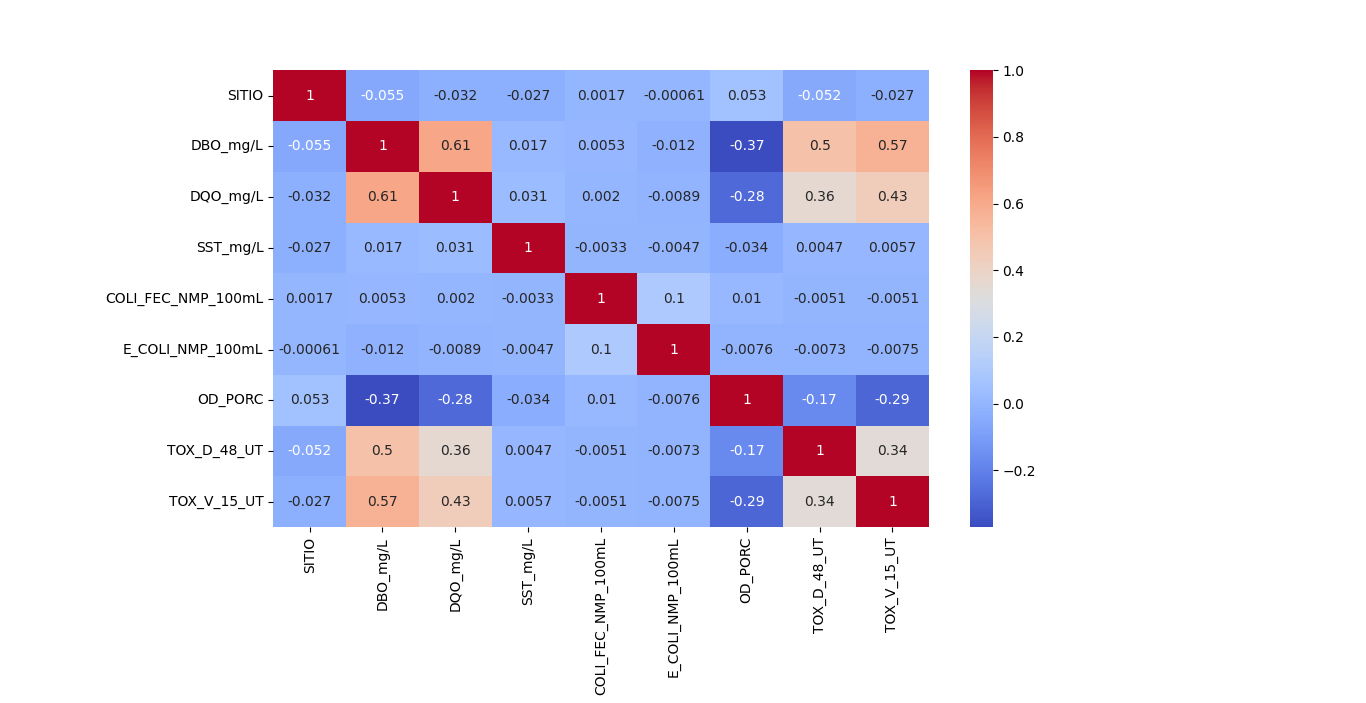 SITIO 1 -0.055 -0.032 -0.027 0.0017 -0.00061 0.053 -0.052 -0.027
DBO_mg/L -0.055 1 0.61 0.017 0.0053 -0.012 -0.37 0.5 0.57
DQO_mg/L -0.032 0.61 1 0.031 0.002 -0.0089 -0.28 0.36 0.43
SST_mg/L -0.027 0.017 0.031 1 -0.0033 -0.0047 -0.034 0.0047 0.0057
COLI_FEC_NMP_100mL 0.0017 0.0053 0.002 -0.0033 1 0.1 0.01 -0.0051 -0.0051
E_COLI_NMP_100mL -0.00061 -0.012 -0.0089 -0.0047 0.1 1 -0.0076 -0.0073 -0.0075
OD_PORC 0.053 -0.37 -0.28 -0.034 0.01 -0.0076 1 -0.17 -0.29
TOX_D_48_UT -0.052 0.5 0.36 0.0047 -0.0051 -0.0073 -0.17 1 0.34
TOX_V_15_UT -0.027 0.57 0.43 0.0057 -0.0051 -0.0075 -0.29 0.34 1
SITIO
DBO_mg/L
DQO_mg/L
SST_mg/L
COLI_FEC_NMP_100mL
E_COLI_NMP_100mL
OD_PORC
TOX_D_48_UT
TOX_V_15_UT
1.0
0.8
0.6
0.4
0.2
0.0
−0.2